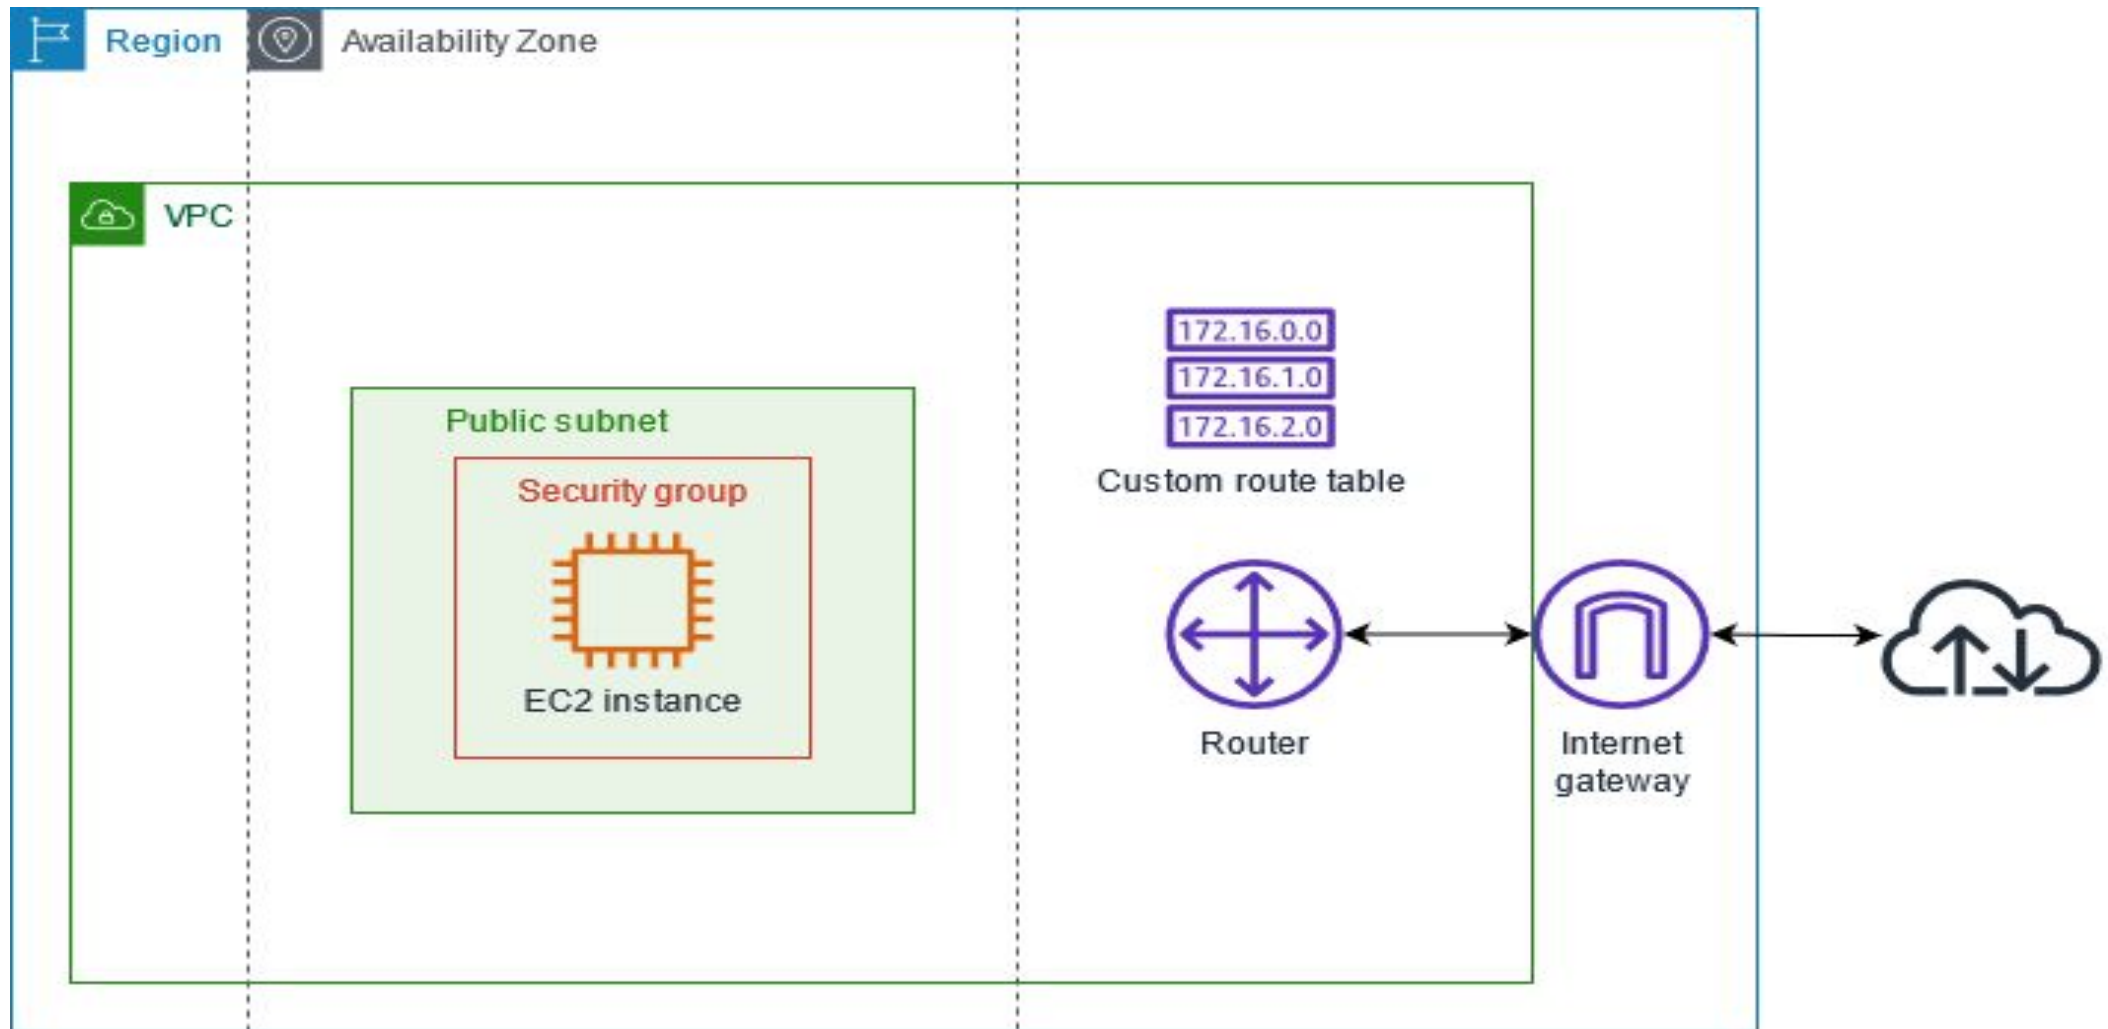 Region
Availability Zone
VPC
172.16.0.0
172.16.1.0
172.16.2.0
Custom route table
Public subnet
Security group
EC2 instance
Router
Internet
gateway